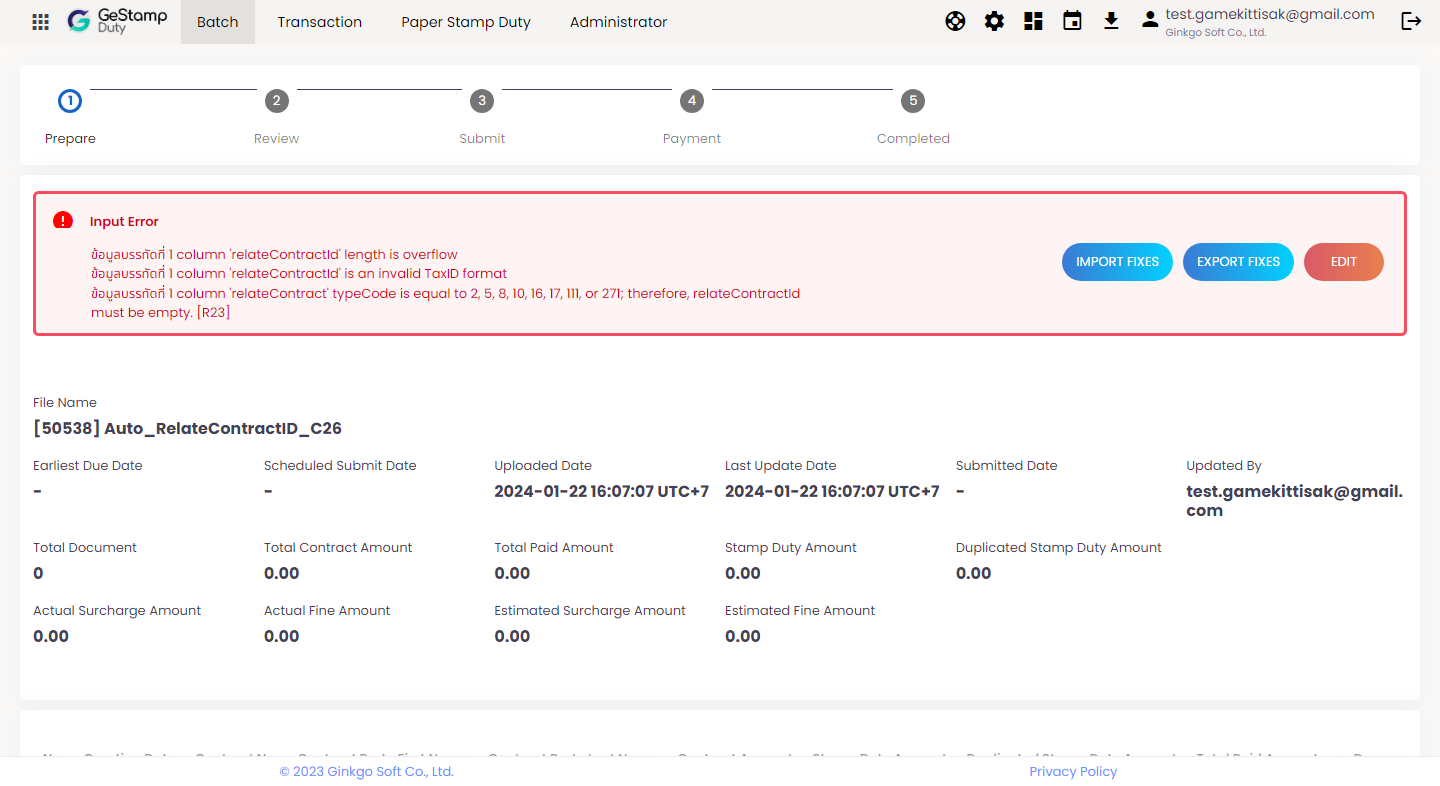 GeStamp
Duty
Batch
Transaction
Paper Stamp Duty
Administrator
test.gamekittisak@gmail.com
Ginkgo Soft Co., Ltd.
1
2
3
4
5
Prepare
Review
Submit
Payment
Completed
Input Error
ข้อมูลบรรทัดที่ 1 column 'relateContractId' length is overflow
ข้อมูลบรรทัดที่ 1 column 'relateContractId' is an invalid TaxID format
ข้อมูลบรรทัดที่ 1 column 'relateContract' typeCode is equal to 2, 5, 8, 10, 16, 17, 111, or 271; therefore, relateContractId
must be empty. [R23]
IMPORT FIXES
EXPORT FIXES
EDIT
File Name
[50538] Auto_RelateContractID_C26
Earliest Due Date
-
Scheduled Submit Date
-
Uploaded Date
2024-01-22 16:07:07 UTC+7
Last Update Date
2024-01-22 16:07:07 UTC+7
Submitted Date
-
Updated By
test.gamekittisak@gmail.
com
Total Document
0
Total Contract Amount
0.00
Total Paid Amount
0.00
Stamp Duty Amount
0.00
Duplicated Stamp Duty Amount
0.00
Actual Surcharge Amount
0.00
Actual Fine Amount
0.00
Estimated Surcharge Amount
0.00
Estimated Fine Amount
0.00
© 2023 Ginkgo Soft Co., Ltd.
Privacy Policy